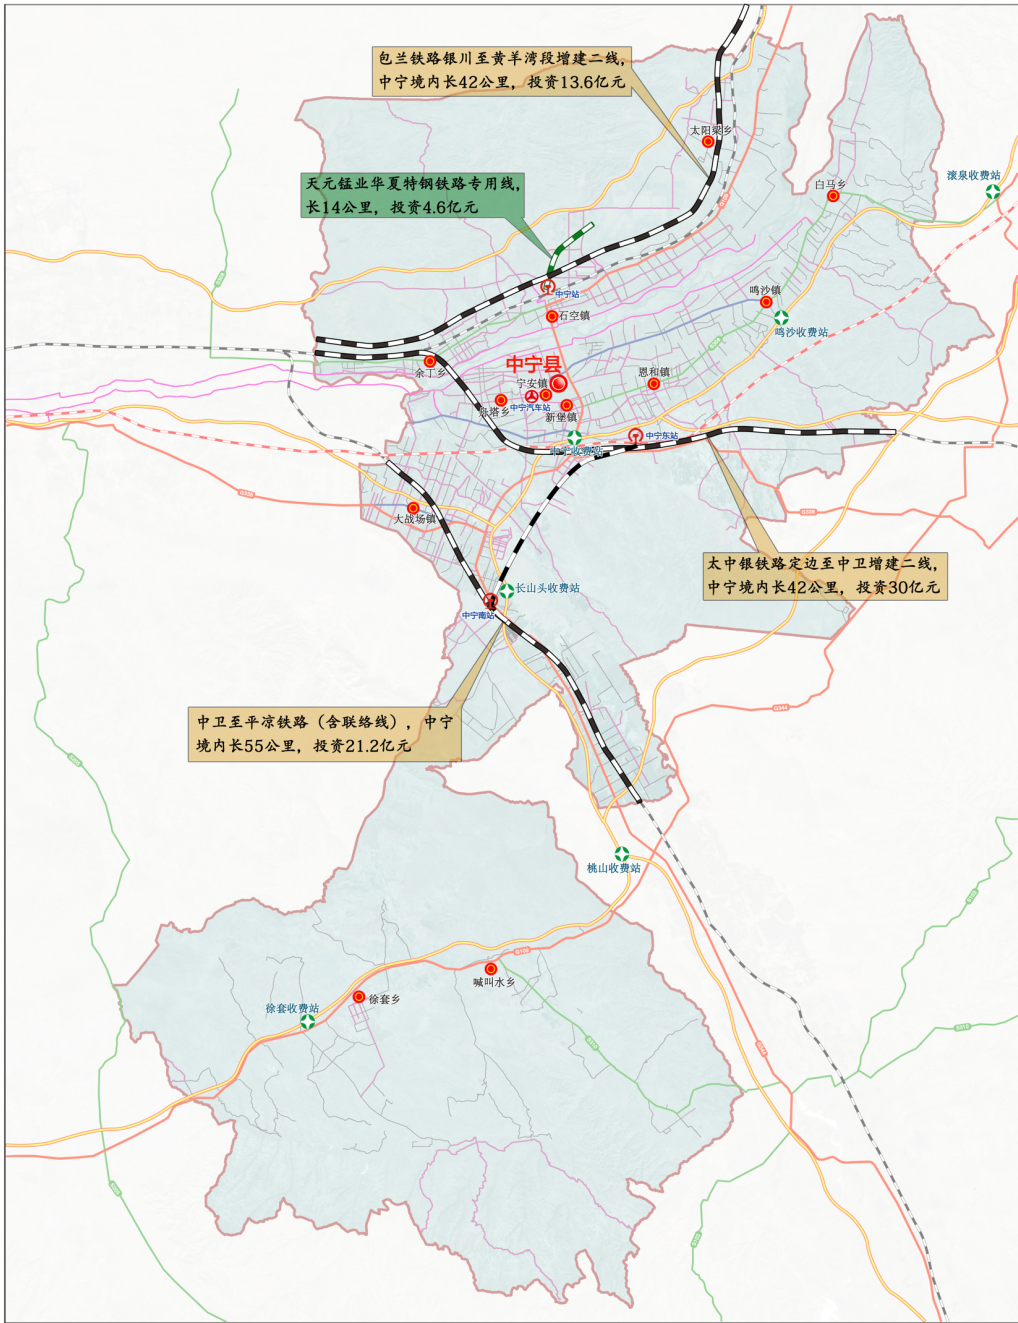 包兰铁路银川至黄羊湾段增建二线,
中宁境内长42公里, 投资13.6亿元
太阳梁乡
天元锰业华夏特钢铁路专用线,
长14公里, 投资4.6亿元
白马乡
滚泉收费站
中宁站
石空镇
鸣沙镇
鸣沙收费站
余丁乡
中宁县
宁安镇
恩和镇
舟塔乡
中宁汽车站
新堡镇
中宁东站
中宁收费站
G338
大战场镇
G338
太中银铁路定边至中卫增建二线,
中宁境内长42公里, 投资30亿元
长山头收费站
中宁南站
中卫至平凉铁路（含联络线）, 中宁
境内长55公里, 投资21.2亿元
G344
桃山收费站
G109
喊叫水乡
徐套乡
徐套收费站